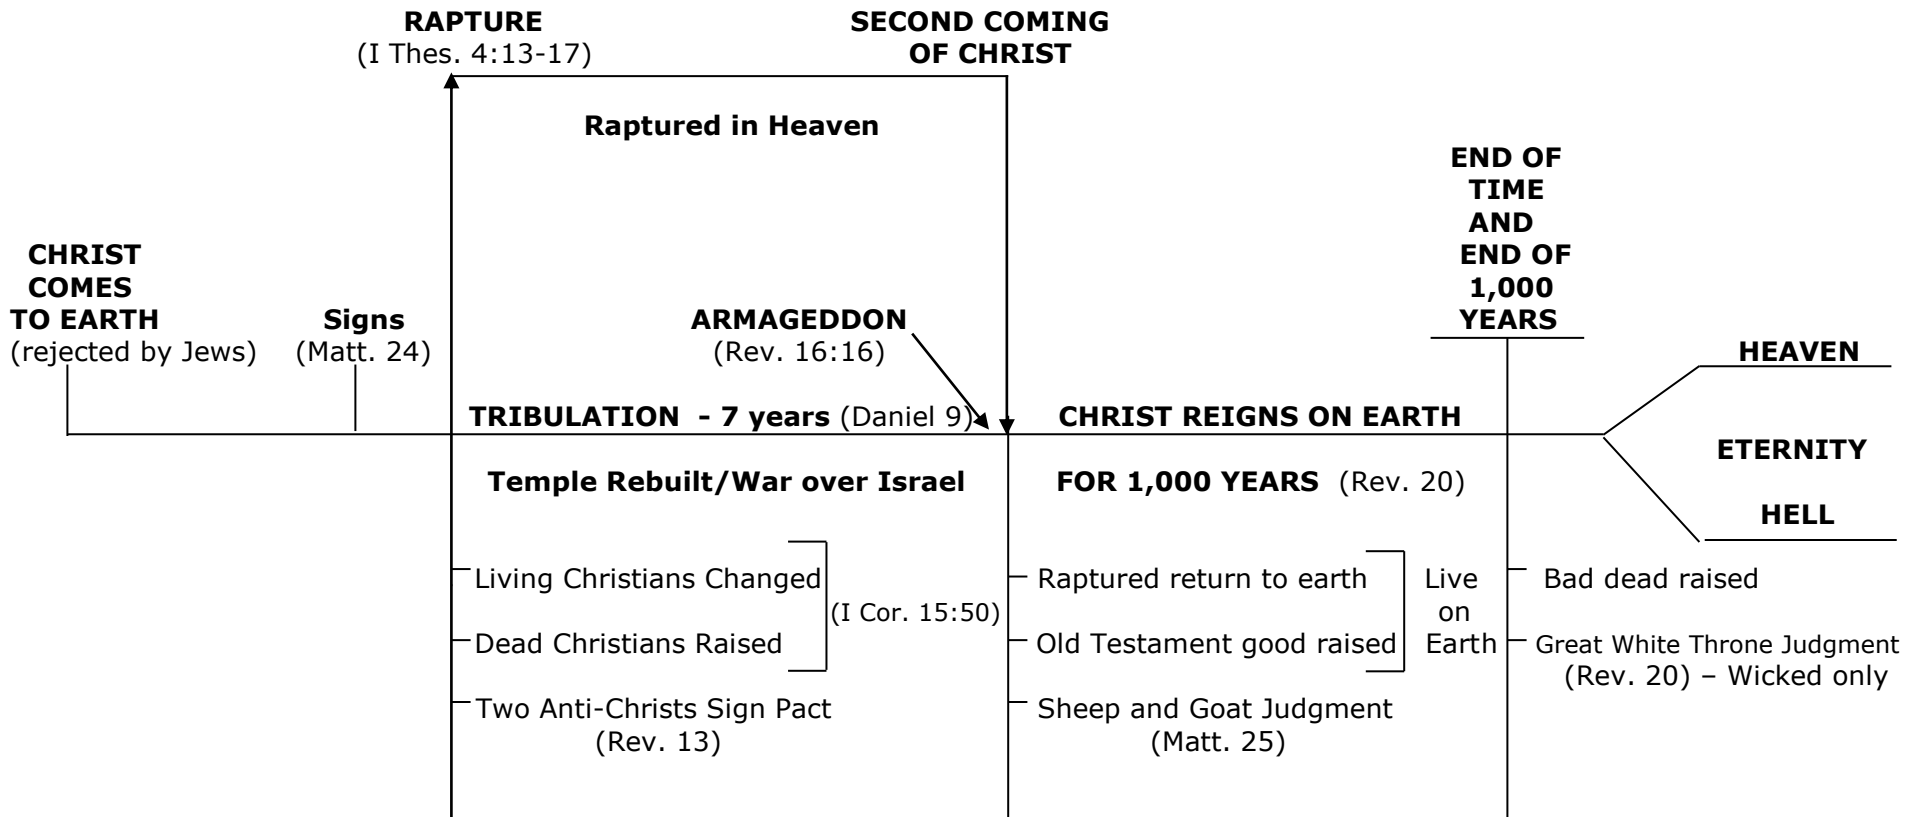 RAPTURE
(I Thes. 4:13-17)
SECOND COMING
OF CHRIST
Raptured in Heaven
END OF
TIME
AND
END OF
1,000
YEARS
CHRIST
COMES
TO EARTH
(rejected by Jews)
Signs
(Matt. 24)
ARMAGEDDON
(Rev. 16:16)
HEAVEN
TRIBULATION - 7 years (Daniel 9)
CHRIST REIGNS ON EARTH
ETERNITY
Temple Rebuilt/War over Israel
FOR 1,000 YEARS (Rev. 20)
HELL
Living Christians Changed
(I Cor. 15:50)
Dead Christians Raised
Two Anti-Christs Sign Pact
(Rev. 13)
Raptured return to earth
Old Testament good raised
Live
on
Earth
Sheep and Goat Judgment
(Matt. 25)
Bad dead raised
Great White Throne Judgment
(Rev. 20) – Wicked only